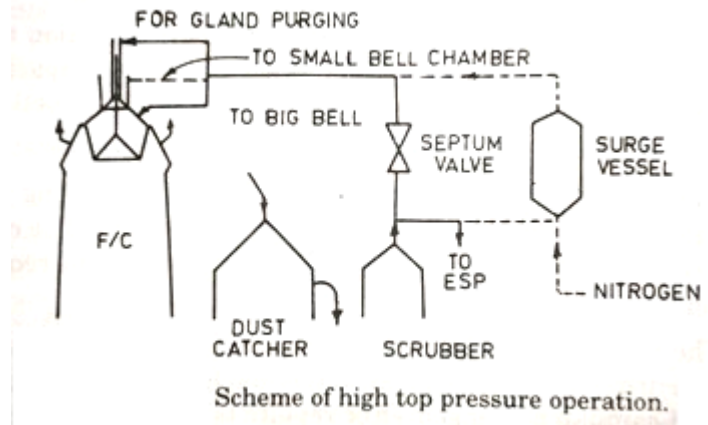 FOR GLAND PURGING
TO SMALL BELL CHAMBER
TO BIG BELL
SEPTUM
VALVE
SURGE
VESSEL
F/C
TO
ESP
NITROGEN
DUST
CATCHER
SCRUBBER
Scheme of high top pressure operation.